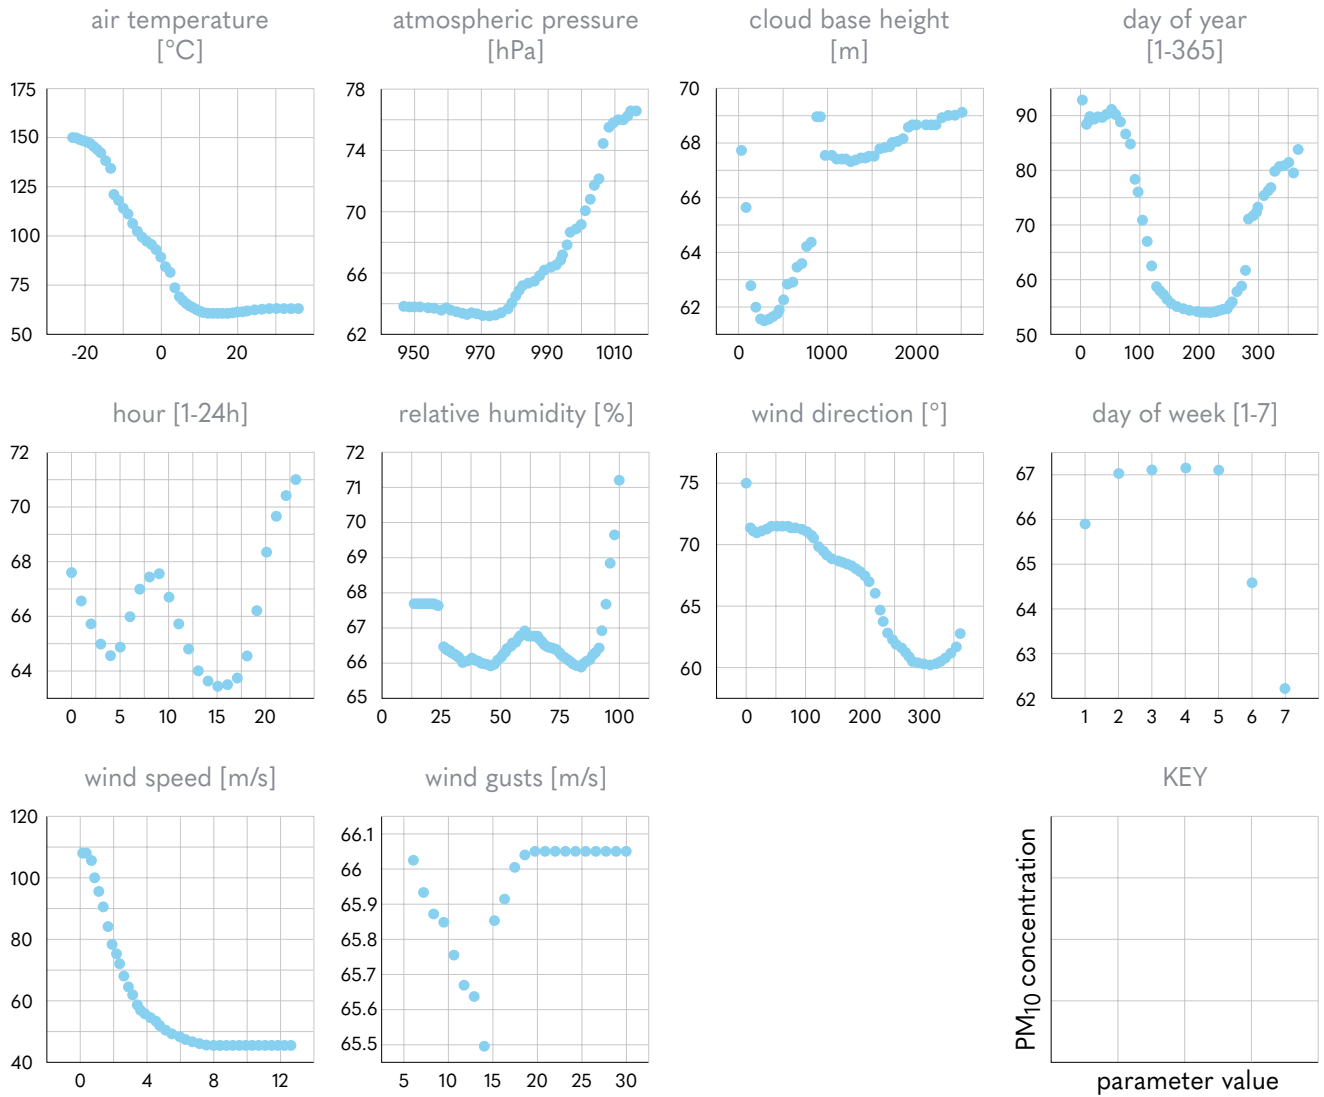 air temperature
[°C]
atmospheric pressure
[hPa]
cloud base height
[m]
day of year
[1-365]
175
150
125
100
75
50
-20 0 20
78
74
70
66
62
950 970 990 1010
70
68
66
64
62
0 1000 2000
90
80
70
60
50
0 100 200 300
hour [1-24h]
relative humidity [%]
wind direction [°]
day of week [1-7]
72
70
68
66
64
0 5 10 15 20
72
71
70
69
68
67
66
65
0 25 50 75 100
75
70
65
60
0 100 200 300
67
66
65
64
63
62
1 2 3 4 5 6 7
wind speed [m/s]
wind gusts [m/s]
KEY
120
100
80
60
40
0 4 8 12
66.1
66
65.9
65.8
65.7
65.6
65.5
5 10 15 20 25 30
PM10 concentration
parameter value